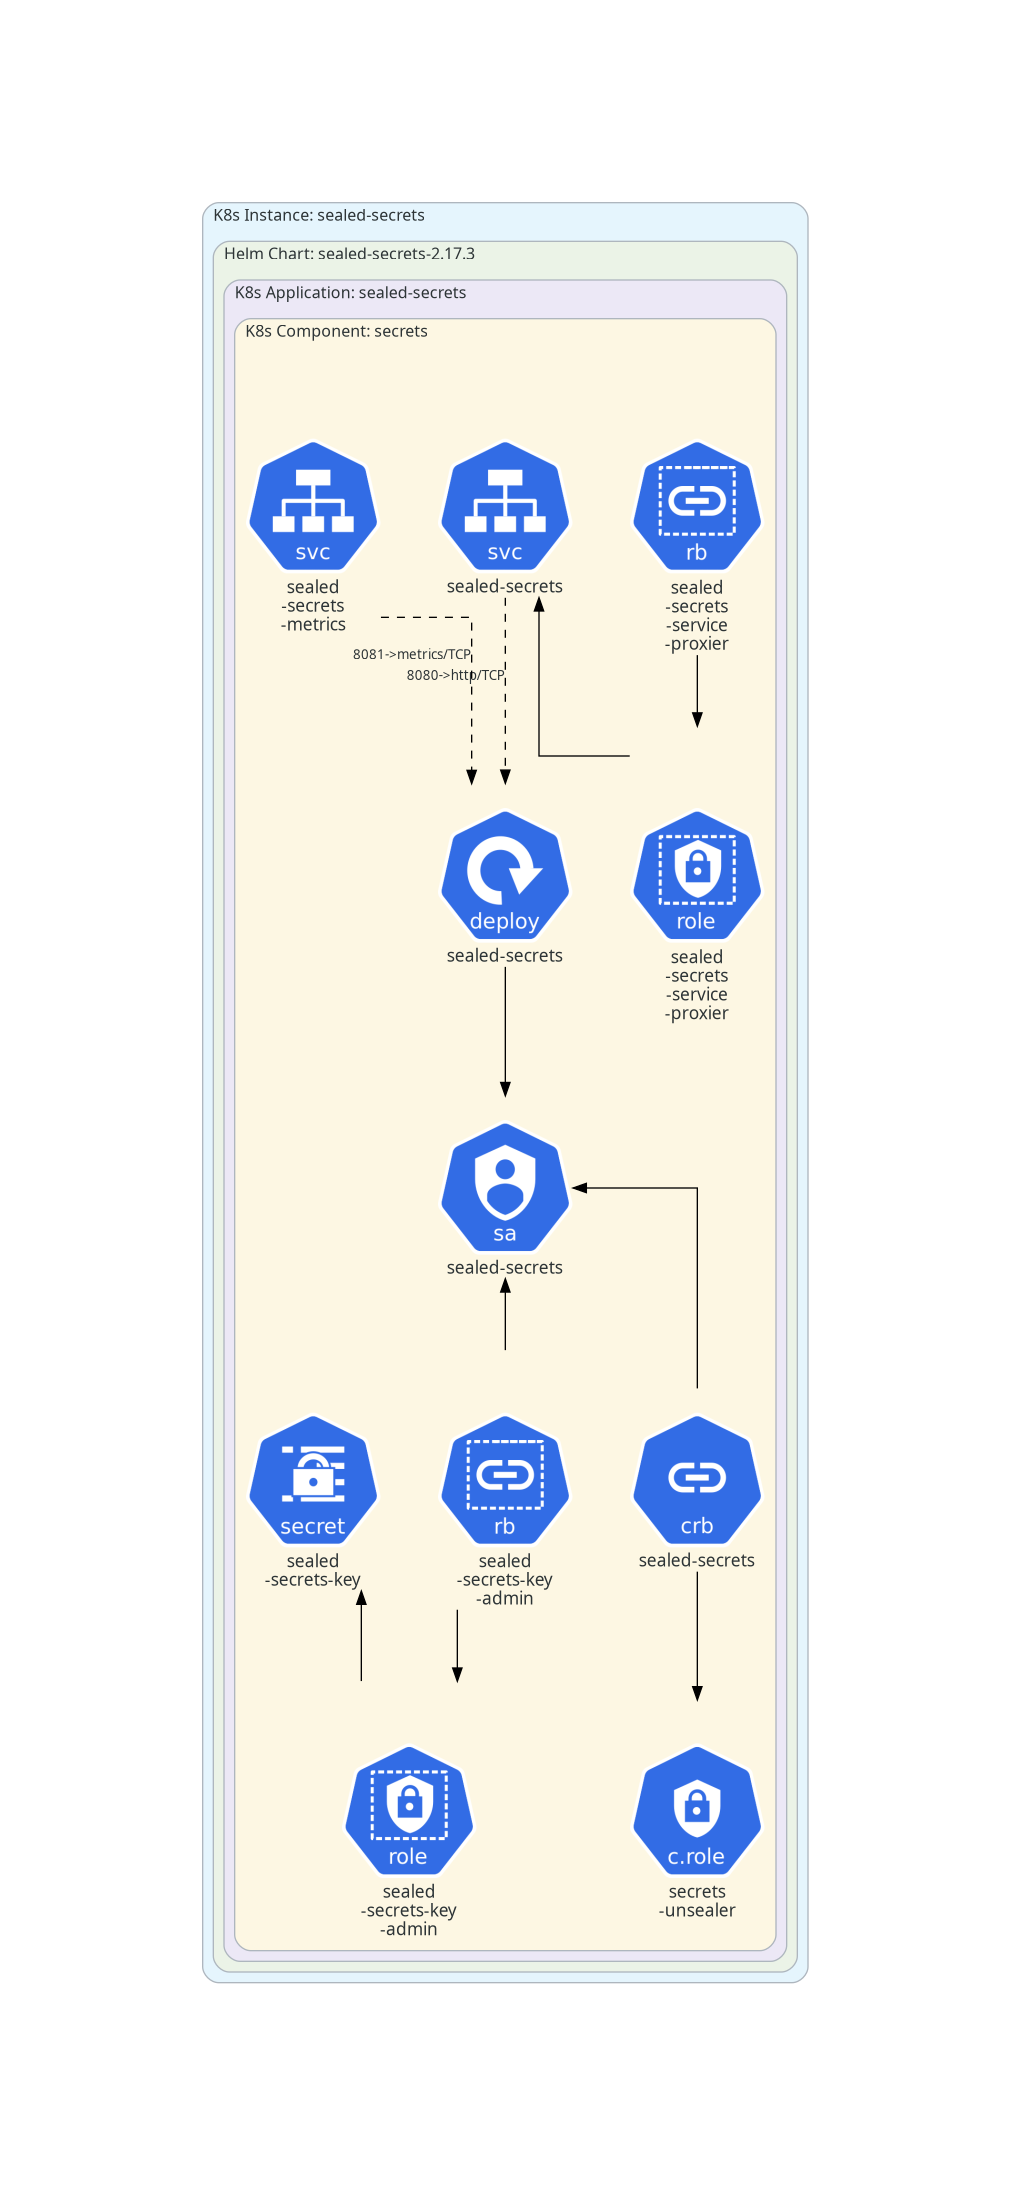 K8s Instance: sealed-secrets
Helm Chart: sealed-secrets-2.17.3
K8s Application: sealed-secrets
K8s Component: secrets
svc
sealed
-secrets
-metrics
svc
sealed-secrets
rb
sealed
-secrets
-service
-proxier
8081->metrics/TCP
8080->http/TCP
deploy
sealed-secrets
role
sealed
-secrets
-service
-proxier
sa
sealed-secrets
secret
sealed
-secrets-key
rb
sealed
-secrets-key
-admin
crb
sealed-secrets
role
sealed
-secrets-key
-admin
c.role
secrets
-unsealer